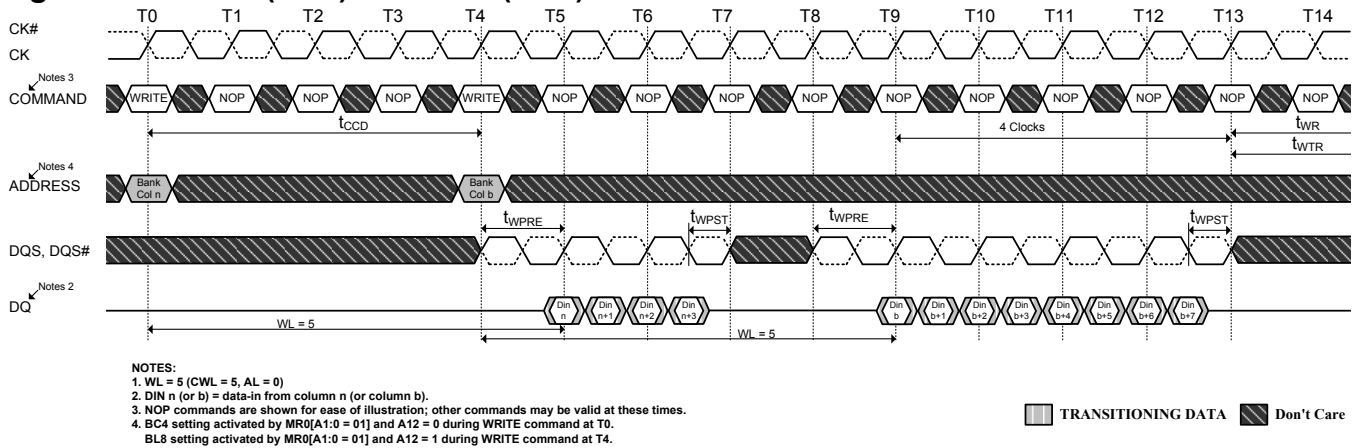 T0 T1 T2 T3 T4 T5 T6 T7 T8 T9 T10 T11 T12 T13 T14
CK#
CK
Notes 3
COMMAND WRITE NOP NOP NOP WRITE NOP NOP NOP NOP NOP NOP NOP NOP NOP NOP
tCCD 4 Clocks tWR
tWTR
Notes 4
ADDRESS Bank Col n Bank Col b
tWPRE tWPST tWPRE tWPST
DQS, DQS#
Notes 2
DQ Din n Din n+1 Din n+2 Din n+3 Din b Din b+1 Din b+2 Din b+3 Din b+4 Din b+5 Din b+6 Din b+7
WL = 5 WL = 5
NOTES:
1. WL = 5 (CWL = 5, AL = 0)
2. DIN n (or b) = data-in from column n (or column b).
3. NOP commands are shown for ease of illustration; other commands may be valid at these times.
4. BC4 setting activated by MR0[A1:0 = 01] and A12 = 0 during WRITE command at T0.
BL8 setting activated by MR0[A1:0 = 01] and A12 = 1 during WRITE command at T4.
TRANSITIONING DATA Don't Care